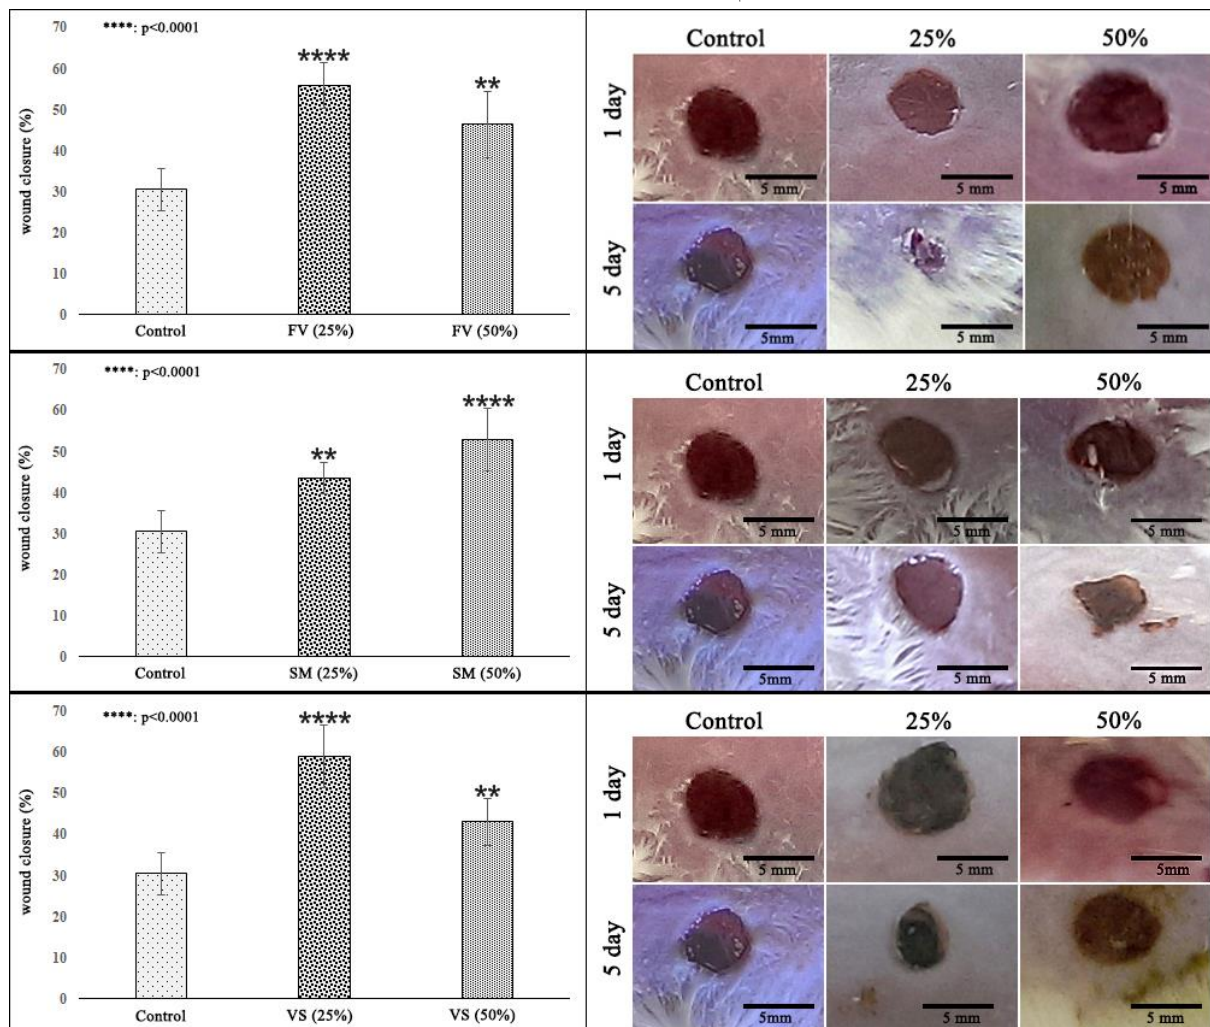 70
****: p<0.0001
60
50
40
30
20
10
0
wound closure (%)
****
**
Control
FV (25%)
FV (50%)
Control
25%
50%
1 day
5 mm
5 mm
5 mm
5 day
5mm
5 mm
5 mm
70
****: p<0.0001
60
50
40
30
20
10
0
wound closure (%)
**
****
Control
SM (25%)
SM (50%)
Control
25%
50%
1 day
5 mm
5 mm
5 mm
5 day
5mm
5 mm
5 mm
70
****: p<0.0001
60
50
40
30
20
10
0
wound closure (%)
****
**
Control
VS (25%)
VS (50%)
Control
25%
50%
1 day
5 mm
5 mm
5mm
5 day
5mm
5 mm
5 mm